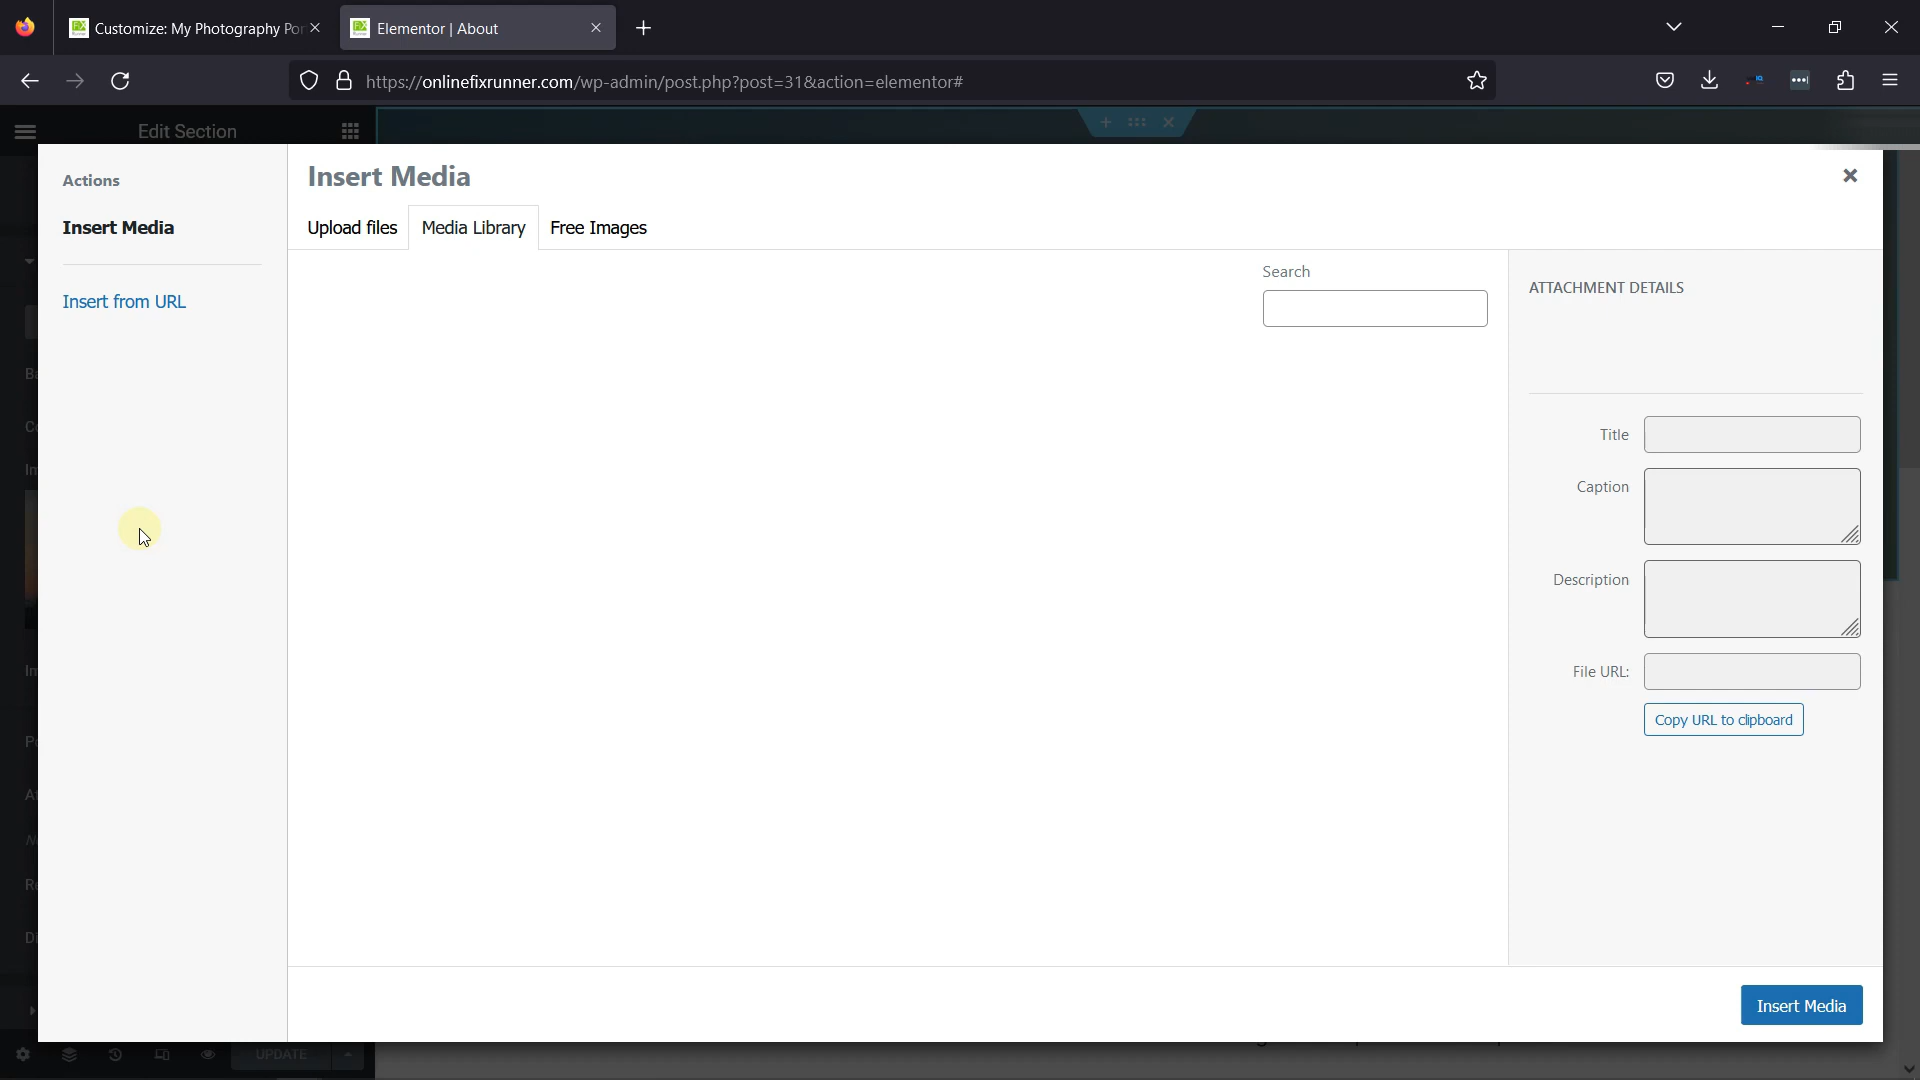 Customize: My Photography Por
Elementor | About
https://onlinefixrunner.com/wp-admin/post.php?post=31&action=elementor#
Edit Section
Actions
Insert Media
Insert from URL
Insert Media
Upload files
Media Library
Free Images
Search
ATTACHMENT DETAILS
Title
Caption
Description
File URL:
Copy URL to clipboard
Insert Media
UPDATE